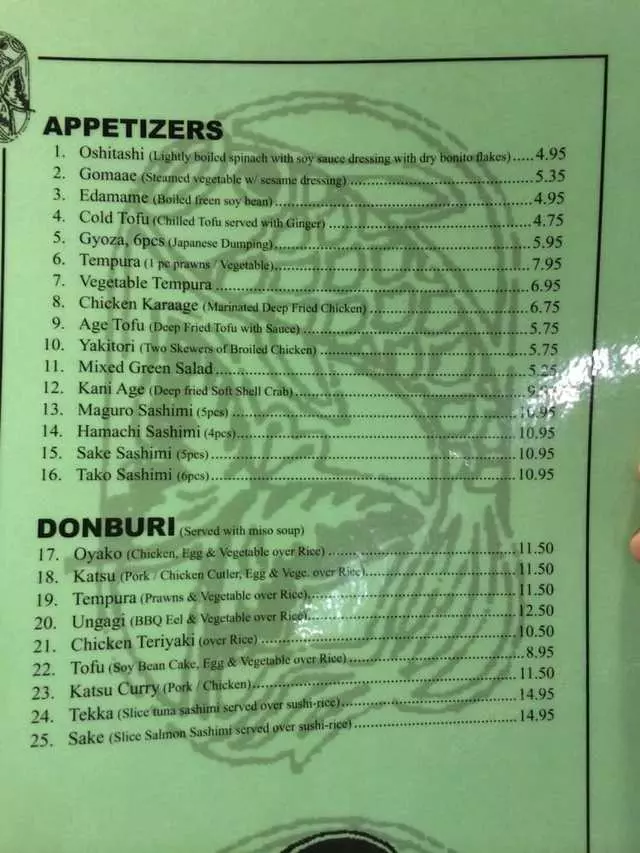 APPETIZERS
1. Oshitashi (Lightly boiled spinach with soy sauce dressing with dry bonito flakes).....4.95
2. Gomaae (Steamed vegetable w/ sesame dressing)..........5.35
3. Edamame (Boiled freen soy bean)..........4.95
4. Cold Tofu (Chilled Tofu served with Ginger)..........4.75
5. Gyoza, 6pcs (Japanese Dumping)..........5.95
6. Tempura (1 pc prawns / Vegetable)..........7.95
7. Vegetable Tempura..........6.95
8. Chicken Karaage (Marinated Deep Fried Chicken)..........6.75
9. Age Tofu (Deep Fried Tofu with Sauce)..........5.75
10. Yakitori (Two Skewers of Broiled Chicken)..........5.75
11. Mixed Green Salad..........5.25
12. Kani Age (Deep fried Soft Shell Crab)..........
13. Maguro Sashimi (5pcs)..........10.95
14. Hamachi Sashimi (4pcs)..........10.95
15. Sake Sashimi (5pcs)..........10.95
16. Tako Sashimi (6pcs)..........10.95
DONBURI (Served with miso soup)
17. Oyako (Chicken, Egg & Vegetable over Rice)..........11.50
18. Katsu (Pork / Chicken Cutler, Egg & Vege. over Rice)..........11.50
19. Tempura (Prawns & Vegetable over Rice)..........11.50
20. Ungagi (BBQ Eel & Vegetable over Rice)..........12.50
21. Chicken Teriyaki (over Rice)..........10.50
22. Tofu (Soy Bean Cake, Egg & Vegetable over Rice)..........8.95
23. Katsu Curry (Pork / Chicken)..........11.50
24. Tekka (Slice tuna sashimi served over sushi-rice)..........14.95
25. Sake (Slice Salmon Sashimi served over sushi-rice)..........14.95